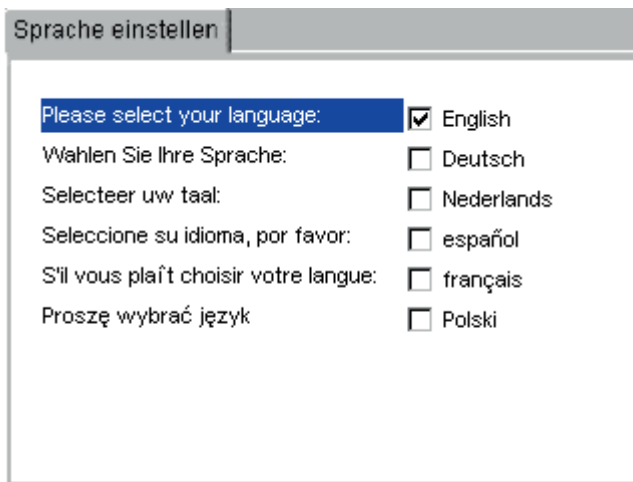 Sprache einstellen
Please select your language: English
Wahlen Sie Ihre Sprache: Deutsch
Selecteer uw taal: Nederlands
Seleccione su idioma, por favor: español
S'il vous plaît choisir votre langue: français
Proszę wybrać język Polski